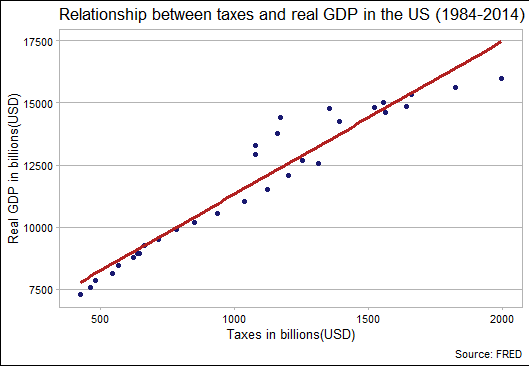 Relationship between taxes and real GDP in the US (1984-2014)
Real GDP in billions(USD)
17500
15000
12500
10000
7500
500 1000 1500 2000
Taxes in billions(USD)
Source: FRED